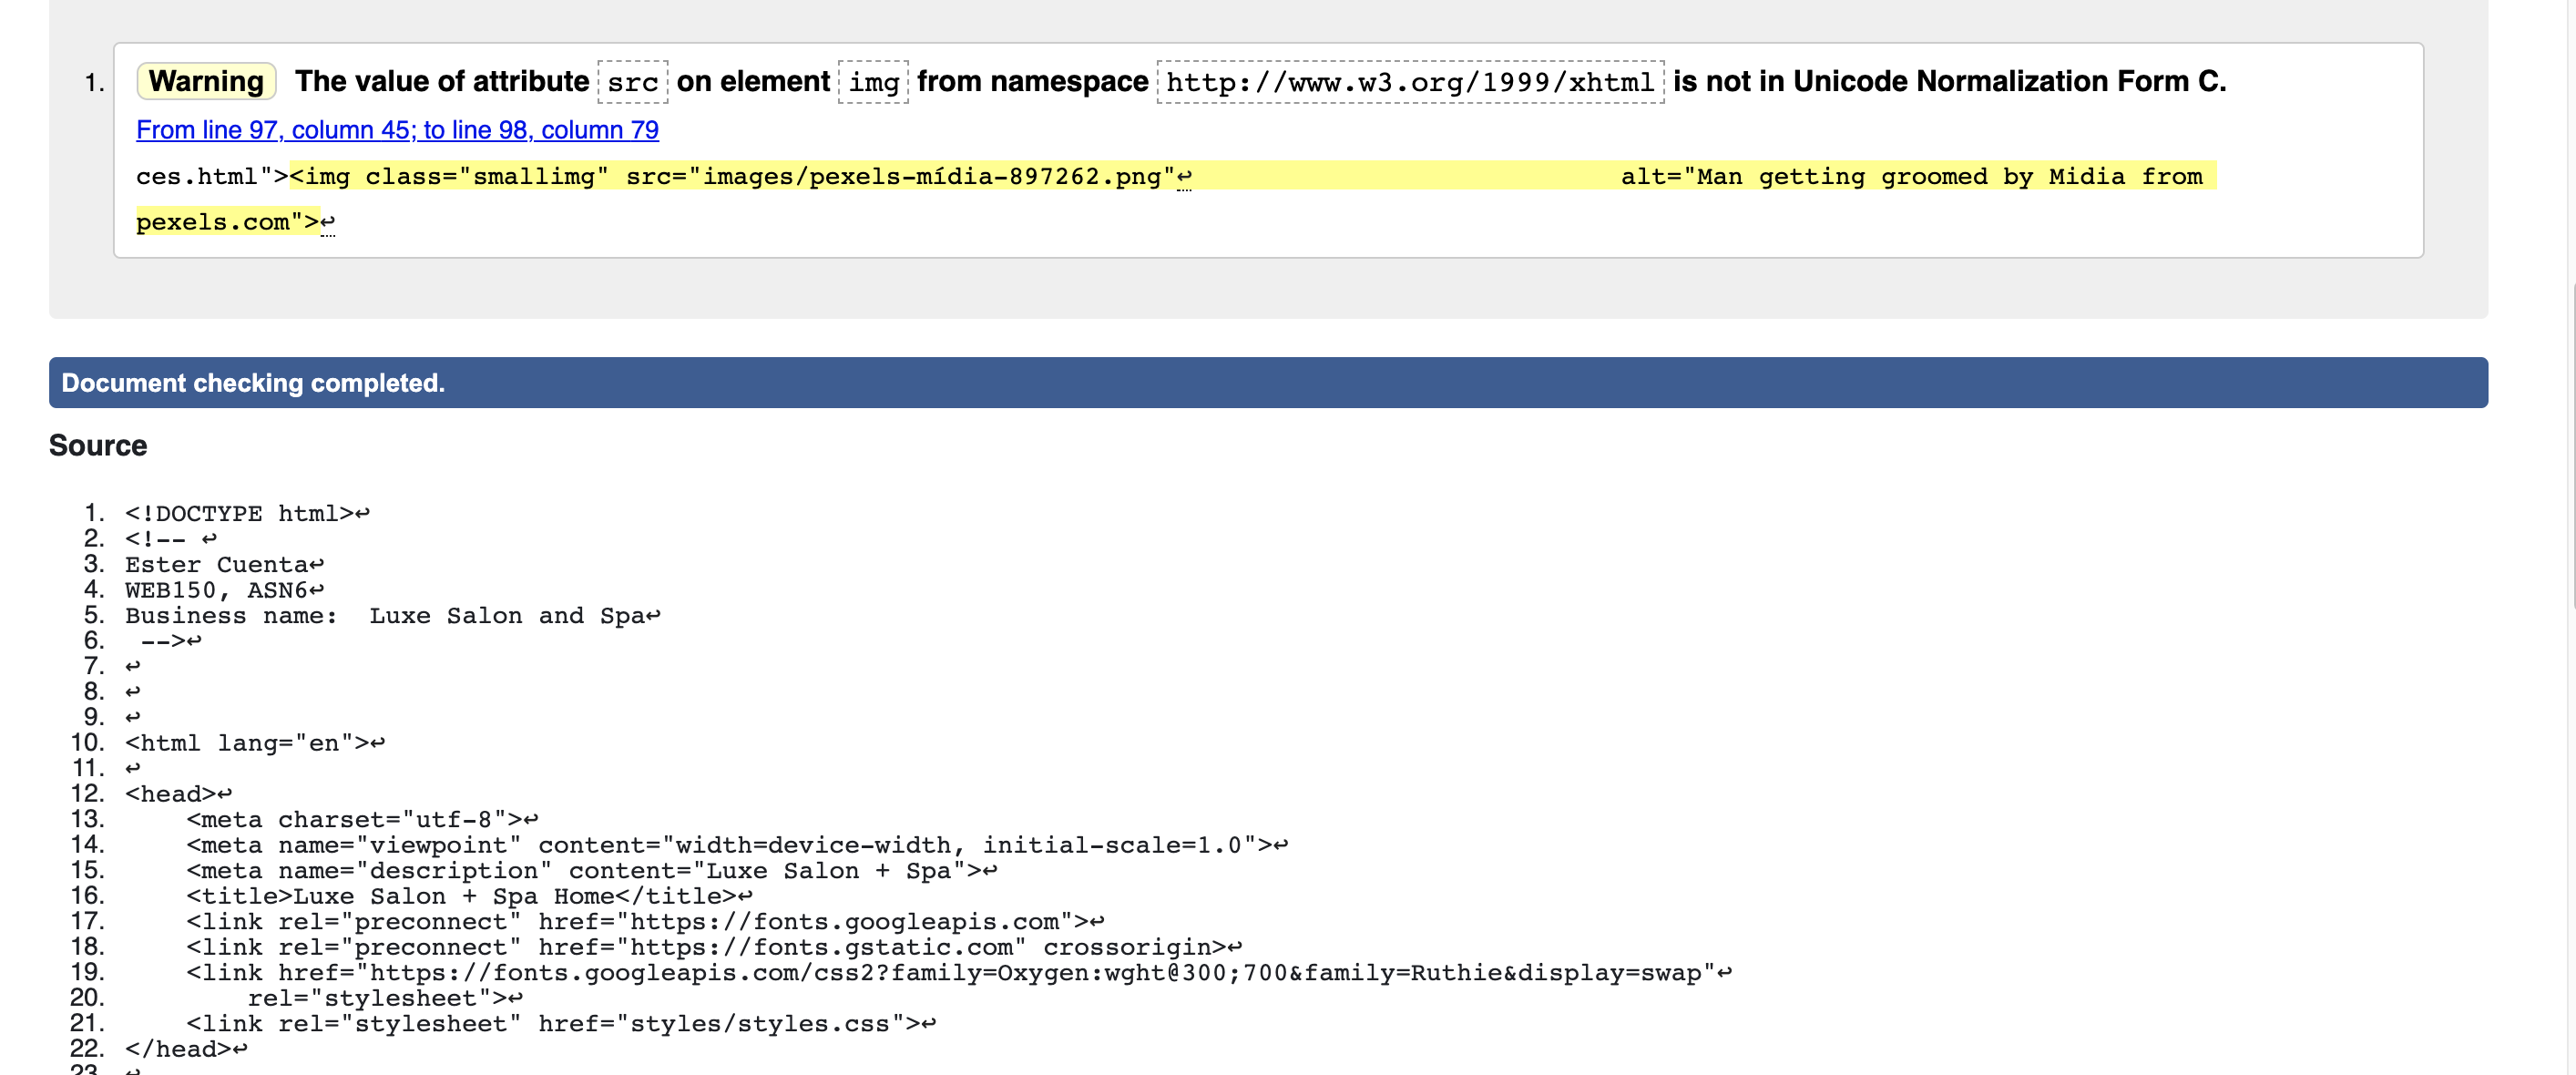 1. Warning The value of attribute src on element img from namespace http://www.w3.org/1999/xhtml is not in Unicode Normalization Form C.
From line 97, column 45; to line 98, column 79
ces.html"><img class="smallimg" src="images/pexels-mídia-897262.png"↩                            alt="Man getting groomed by Midia from
pexels.com">↩
Document checking completed.
Source
1. <!DOCTYPE html>↩
2. <!-- ↩
3. Ester Cuenta↩
4. WEB150, ASN6↩
5. Business name:  Luxe Salon and Spa↩
6.  -->↩
7. ↩
8. ↩
9. ↩
10. <html lang="en">↩
11. ↩
12. <head>↩
13.     <meta charset="utf-8">↩
14.     <meta name="viewpoint" content="width=device-width, initial-scale=1.0">↩
15.     <meta name="description" content="Luxe Salon + Spa">↩
16.     <title>Luxe Salon + Spa Home</title>↩
17.     <link rel="preconnect" href="https://fonts.googleapis.com">↩
18.     <link rel="preconnect" href="https://fonts.gstatic.com" crossorigin>↩
19.     <link href="https://fonts.googleapis.com/css2?family=Oxygen:wght@300;700&family=Ruthie&display=swap"↩
20.         rel="stylesheet">↩
21.     <link rel="stylesheet" href="styles/styles.css">↩
22. </head>↩
23. ↩